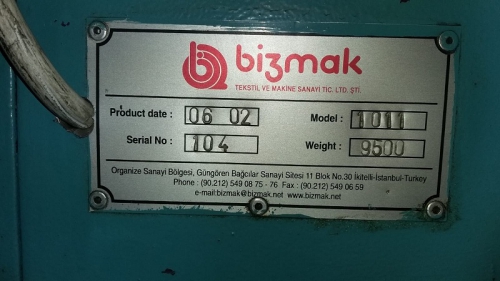 bizmak
TEKSTİL VE MAKİNE SANAYİ TİC. LTD. ŞTİ.
Product date : 06 02 Model : 1011
Serial No : 104 Weight : 9500
Organize Sanayi Bölgesi, Güngören Bağcılar Sanayi Sitesi 11 Blok No.30 İkitelli-İstanbul-Turkey
Phone : (90.212) 549 08 75 - 76 Fax : (90.212) 549 06 59
e-mail:bizmak@bizmak.net www.bizmak.net